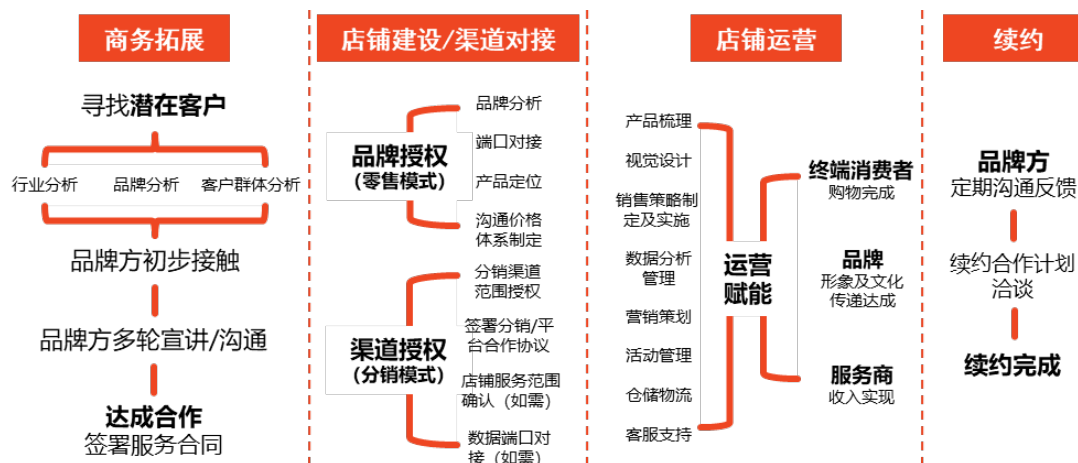 商务拓展
寻找潜在客户
行业分析
品牌分析
客户群体分析
品牌方初步接触
品牌方多轮宣讲/沟通
达成合作
签署服务合同
店铺建设/渠道对接
品牌授权
（零售模式）
品牌分析
端口对接
产品定位
沟通价格
体系制定
渠道授权
（分销模式）
分销渠道
范围授权
签署分销/平
台合作协议
店铺服务范围
确认（如需）
数据端口对
接（如需）
店铺运营
产品梳理
视觉设计
销售策略制
定及实施
数据分析
管理
营销策划
活动管理
仓储物流
客服支持
运营
赋能
终端消费者
购物完成
品牌
形象及文化
传递达成
服务商
收入实现
续约
品牌方
定期沟通反馈
续约合作计划
洽谈
续约完成